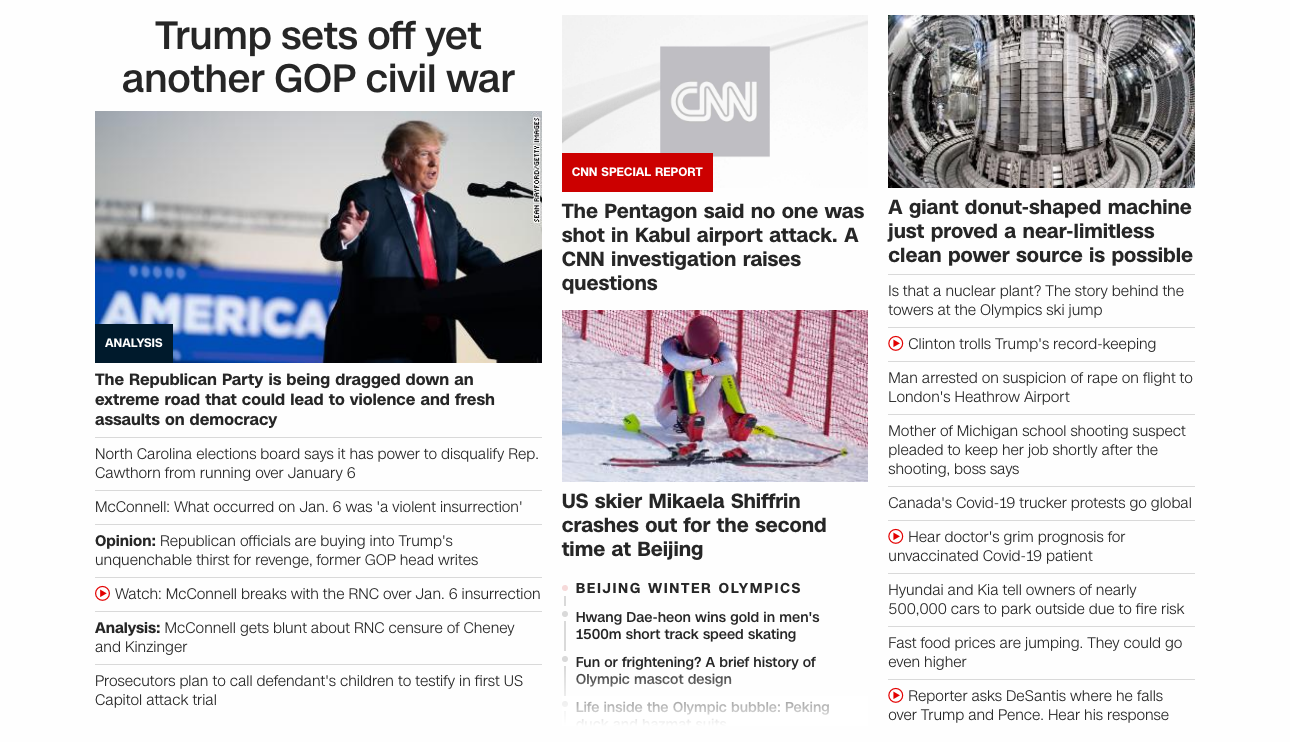 Trump sets off yet
another GOP civil war
SEAN RAYFORD/GETTY IMAGES
AMERICA
ANALYSIS
The Republican Party is being dragged down an
extreme road that could lead to violence and fresh
assaults on democracy
North Carolina elections board says it has power to disqualify Rep.
Cawthorn from running over January 6
McConnell: What occurred on Jan. 6 was 'a violent insurrection'
Opinion: Republican officials are buying into Trump's
unquenchable thirst for revenge, former GOP head writes
Watch: McConnell breaks with the RNC over Jan. 6 insurrection
Analysis: McConnell gets blunt about RNC censure of Cheney
and Kinzinger
Prosecutors plan to call defendant's children to testify in first US
Capitol attack trial
CNN
CNN SPECIAL REPORT
The Pentagon said no one was
shot in Kabul airport attack. A
CNN investigation raises
questions
US skier Mikaela Shiffrin
crashes out for the second
time at Beijing
BEIJING WINTER OLYMPICS
Hwang Dae-heon wins gold in men's
1500m short track speed skating
Fun or frightening? A brief history of
Olympic mascot design
Life inside the Olympic bubble: Peking
duck and hazmat suits
A giant donut-shaped machine
just proved a near-limitless
clean power source is possible
Is that a nuclear plant? The story behind the
towers at the Olympics ski jump
Clinton trolls Trump's record-keeping
Man arrested on suspicion of rape on flight to
London's Heathrow Airport
Mother of Michigan school shooting suspect
pleaded to keep her job shortly after the
shooting, boss says
Canada's Covid-19 trucker protests go global
Hear doctor's grim prognosis for
unvaccinated Covid-19 patient
Hyundai and Kia tell owners of nearly
500,000 cars to park outside due to fire risk
Fast food prices are jumping. They could go
even higher
Reporter asks DeSantis where he falls
over Trump and Pence. Hear his response